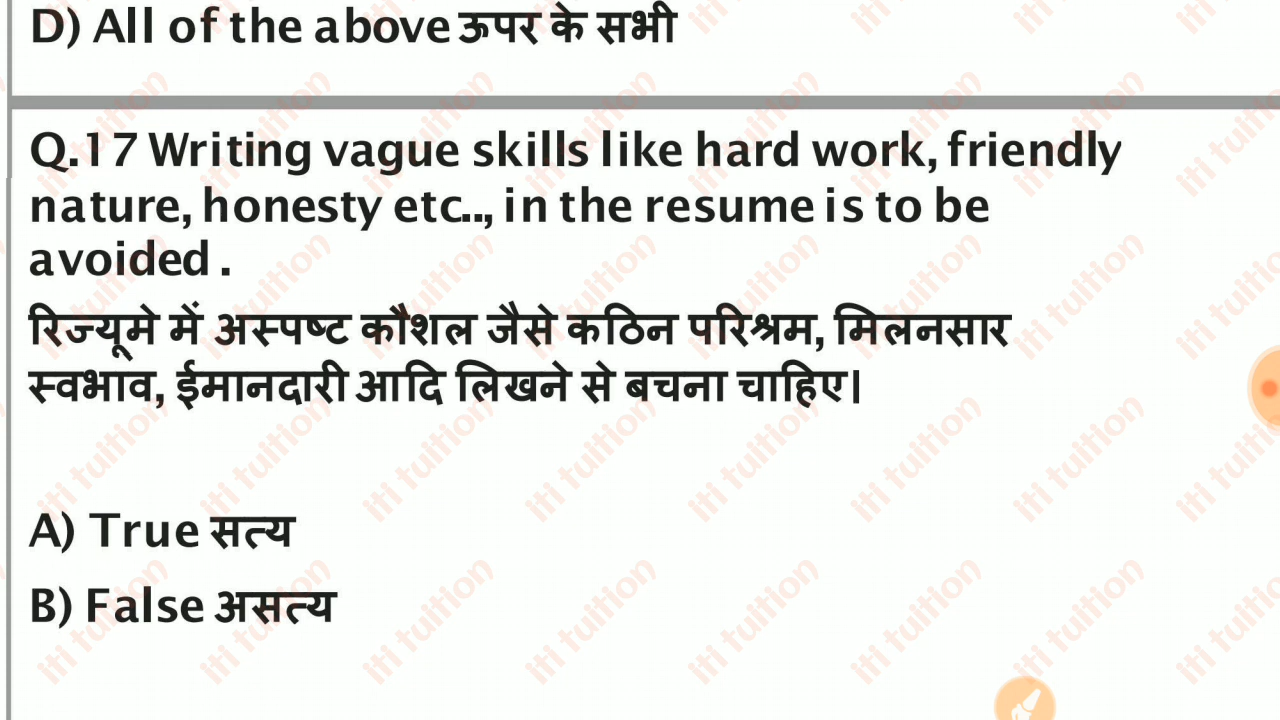 D) All of the above ऊपर के सभी
Q.17 Writing vague skills like hard work, friendly
nature, honesty etc.., in the resume is to be
avoided .
रिज्यूमे में अस्पष्ट कौशल जैसे कठिन परिश्रम, मिलनसार
स्वभाव, ईमानदारी आदि लिखने से बचना चाहिए।
A) True सत्य
B) False असत्य
iti tuition